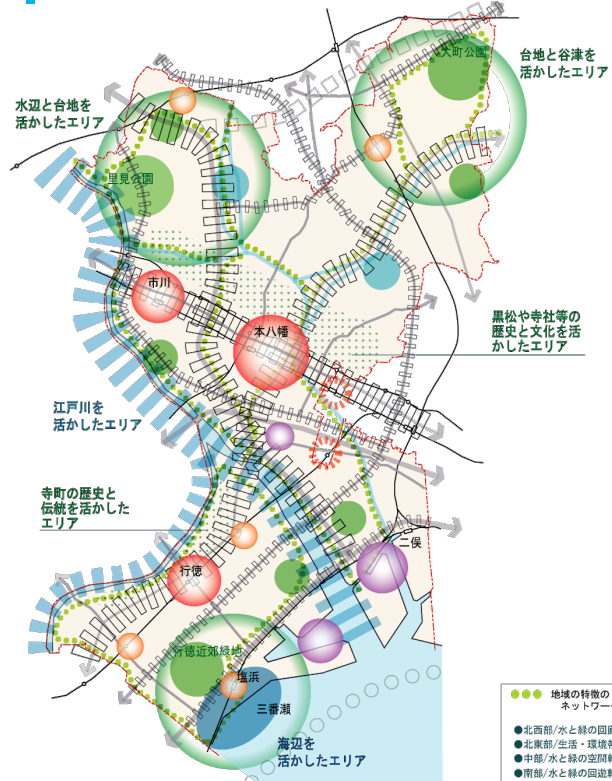 大町公園
台地と谷津を
活かしたエリア
水辺と台地を
活かしたエリア
里見公園
市川
本八幡
黒松や寺社等の
歴史と文化を活
かしたエリア
江戸川を
活かしたエリア
寺町の歴史と
伝統を活かした
エリア
二俣
行徳
行徳近郊緑地
塩浜
三番瀬
海辺を
活かしたエリア
地域の特徴の
ネットワー
●北西部/水と緑の回
●北東部/生活・環境
●中部/水と緑の空間
●南部/水と緑の回遊